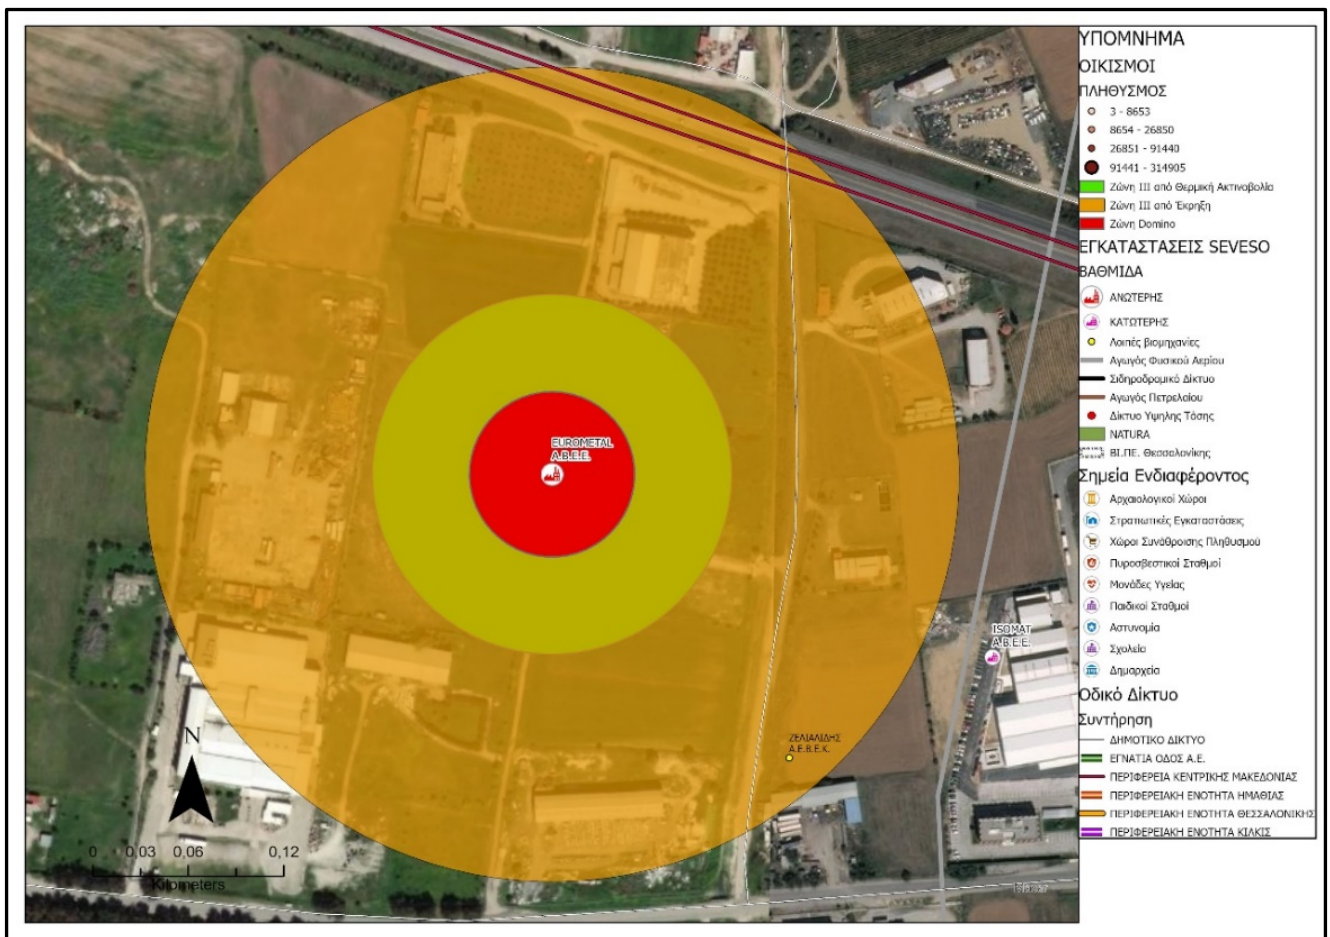 ΥΠΟΜΝΗΜΑ
ΟΙΚΙΣΜΟΙ
ΠΛΗΘΥΣΜΟΣ
3 - 8653
8654 - 26850
26851 - 91440
91441 - 314905
Ζώνη III από Θερμική Ακτινοβολία
Ζώνη III από Έκρηξη
Ζώνη Domino
ΕΓΚΑΤΑΣΤΑΣΕΙΣ SEVESO
ΒΑΘΜΙΔΑ
ΑΝΩΤΕΡΗΣ
ΚΑΤΩΤΕΡΗΣ
Λοιπές βιομηχανίες
Αγωγός Φυσικού Αερίου
Σιδηροδρομικό Δίκτυο
Αγωγός Πετρελαίου
Δίκτυο Υψηλης Τάσης
NATURA
ΒΙ.ΠΕ. Θεσσαλονίκης
Σημεία Ενδιαφέροντος
Αρχαιολογικοί Χώροι
Στρατιωτικές Εγκαταστάσεις
Χώροι Συνάθροισης Πληθυσμού
Πυροσβεστικοί Σταθμοί
Μονάδες Υγείας
Παιδικοί Σταθμοί
Αστυνομία
Σχολεία
Δημαρχεία
Οδικό Δίκτυο
Συντήρηση
ΔΗΜΟΤΙΚΟ ΔΙΚΤΥΟ
ΕΓΝΑΤΙΑ ΟΔΟΣ Α.Ε.
ΠΕΡΙΦΕΡΕΙΑ ΚΕΝΤΡΙΚΗΣ ΜΑΚΕΔΟΝΙΑΣ
ΠΕΡΙΦΕΡΕΙΑΚΗ ΕΝΟΤΗΤΑ ΗΜΑΘΙΑΣ
ΠΕΡΙΦΕΡΕΙΑΚΗ ΕΝΟΤΗΤΑ ΘΕΣΣΑΛΟΝΙΚΗΣ
ΠΕΡΙΦΕΡΕΙΑΚΗ ΕΝΟΤΗΤΑ ΚΙΛΚΙΣ
EUROMETAL
Α.Β.Ε.Ε.
ISOMAT
Α.Β.Ε.Ε.
ΖΕΛΙΑΛΙΔΗΣ
Α.Ε.Β.Ε.Κ.
N
0 0,03 0,06 0,12
Kilometers